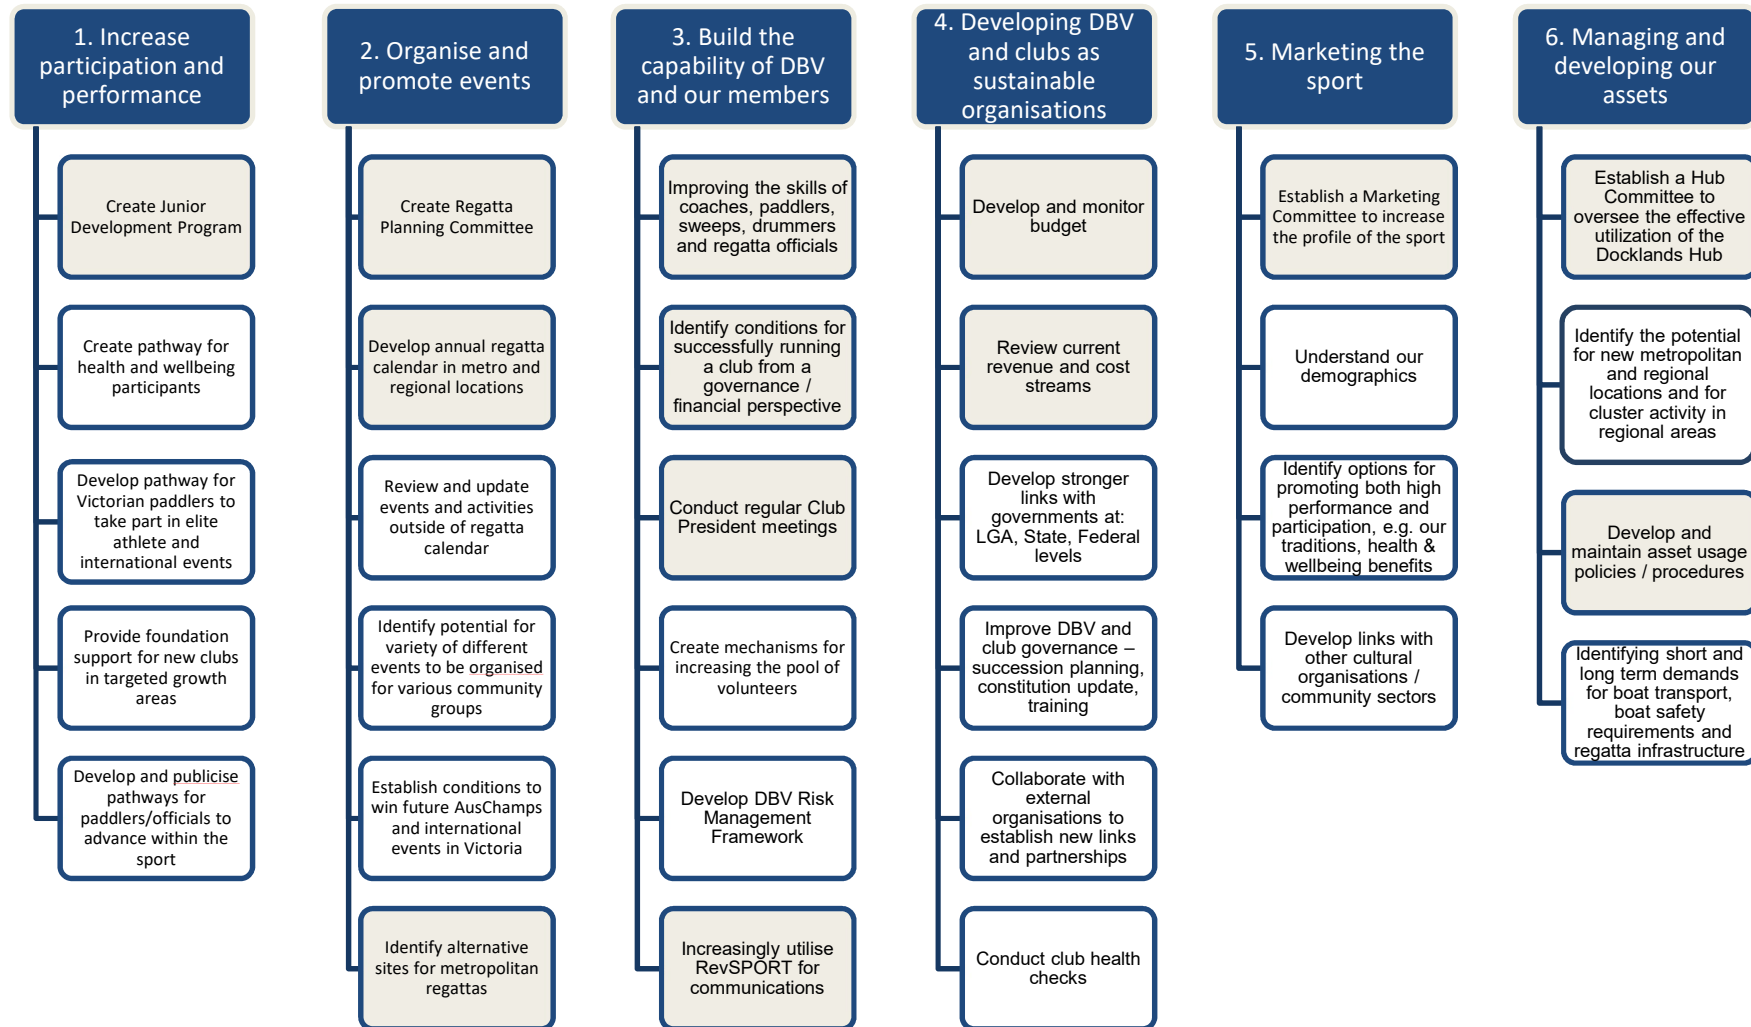 1. Increase
participation and
performance
Create Junior
Development Program
Create pathway for
health and wellbeing
participants
Develop pathway for
Victorian paddlers to
take part in elite
athlete and
international events
Provide foundation
support for new clubs
in targeted growth
areas
Develop and publicise
pathways for
paddlers/officials to
advance within the
sport
2. Organise and
promote events
Create Regatta
Planning Committee
Develop annual regatta
calendar in metro and
regional locations
Review and update
events and activities
outside of regatta
calendar
Identify potential for
variety of different
events to be organised
for various community
groups
Establish conditions to
win future AusChamps
and international
events in Victoria
Identify alternative
sites for metropolitan
regattas
3. Build the
capability of DBV
and our members
Improving the skills of
coaches, paddlers,
sweeps, drummers
and regatta officials
Identify conditions for
successfully running
a club from a
governance /
financial perspective
Conduct regular Club
President meetings
Create mechanisms for
increasing the pool of
volunteers
Develop DBV Risk
Management
Framework
Increasingly utilise
RevSPORT for
communications
4. Developing DBV
and clubs as
sustainable
organisations
Develop and monitor
budget
Review current
revenue and cost
streams
Develop stronger
links with
governments at:
LGA, State, Federal
levels
Improve DBV and
club governance –
succession planning,
constitution update,
training
Collaborate with
external
organisations to
establish new links
and partnerships
Conduct club health
checks
5. Marketing the
sport
Establish a Marketing
Committee to increase
the profile of the sport
Understand our
demographics
Identify options for
promoting both high
performance and
participation, e.g. our
traditions, health &
wellbeing benefits
Develop links with
other cultural
organisations /
community sectors
6. Managing and
developing our
assets
Establish a Hub
Committee to
oversee the effective
utilization of the
Docklands Hub
Identify the potential
for new metropolitan
and regional
locations and for
cluster activity in
regional areas
Develop and
maintain asset usage
policies / procedures
Identifying short and
long term demands
for boat transport,
boat safety
requirements and
regatta infrastructure